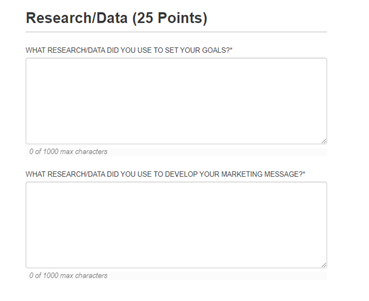 Research/Data (25 Points)
WHAT RESEARCH/DATA DID YOU USE TO SET YOUR GOALS?*
0 of 1000 max characters
WHAT RESEARCH/DATA DID YOU USE TO DEVELOP YOUR MARKETING MESSAGE?*
0 of 1000 max characters